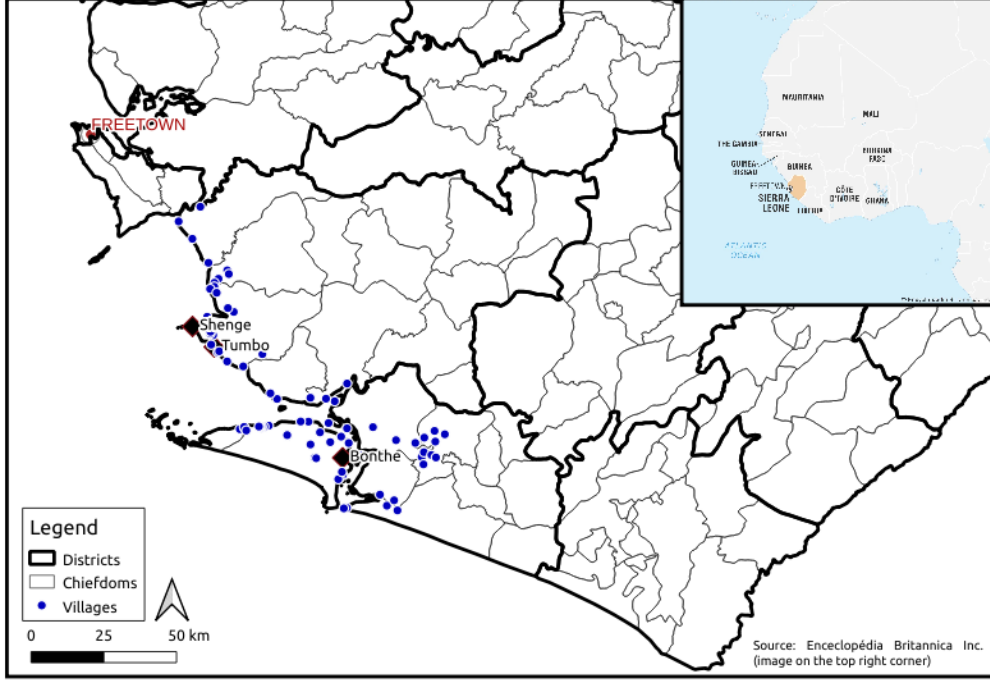 FREETOWN
MAURITANIA
MALI
SENEGAL
THE GAMBIA
BURKINA
FASO
GUINEA-
BISSAU
GUINEA
FREETOWN
SIERRA
LEONE
CÔTE
D'IVOIRE
GHANA
LIBERIA
ATLANTIC
OCEAN
Shenge
Tumbo
Bonthe
Legend
Districts
Chiefdoms
Villages
0 25 50 km
Source: Enceclopédia Britannica Inc.
(image on the top right corner)